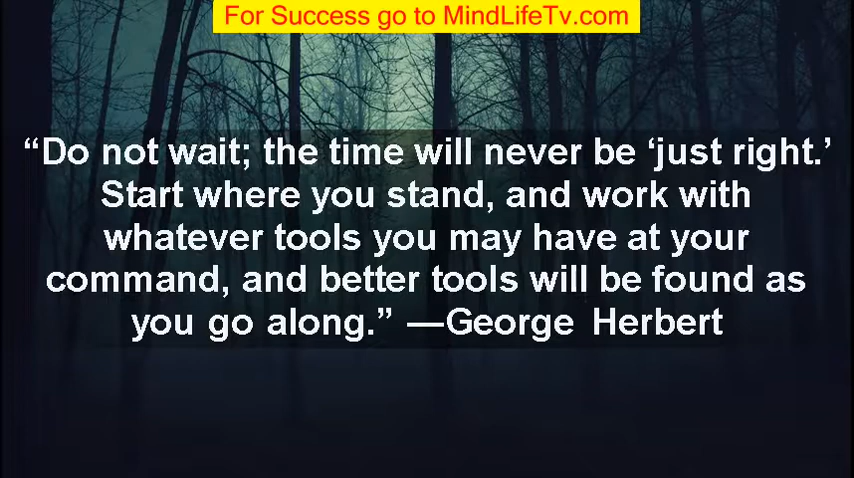 For Success go to MindLifeTv.com
“Do not wait; the time will never be ‘just right.’
Start where you stand, and work with
whatever tools you may have at your
command, and better tools will be found as
you go along.” —George Herbert